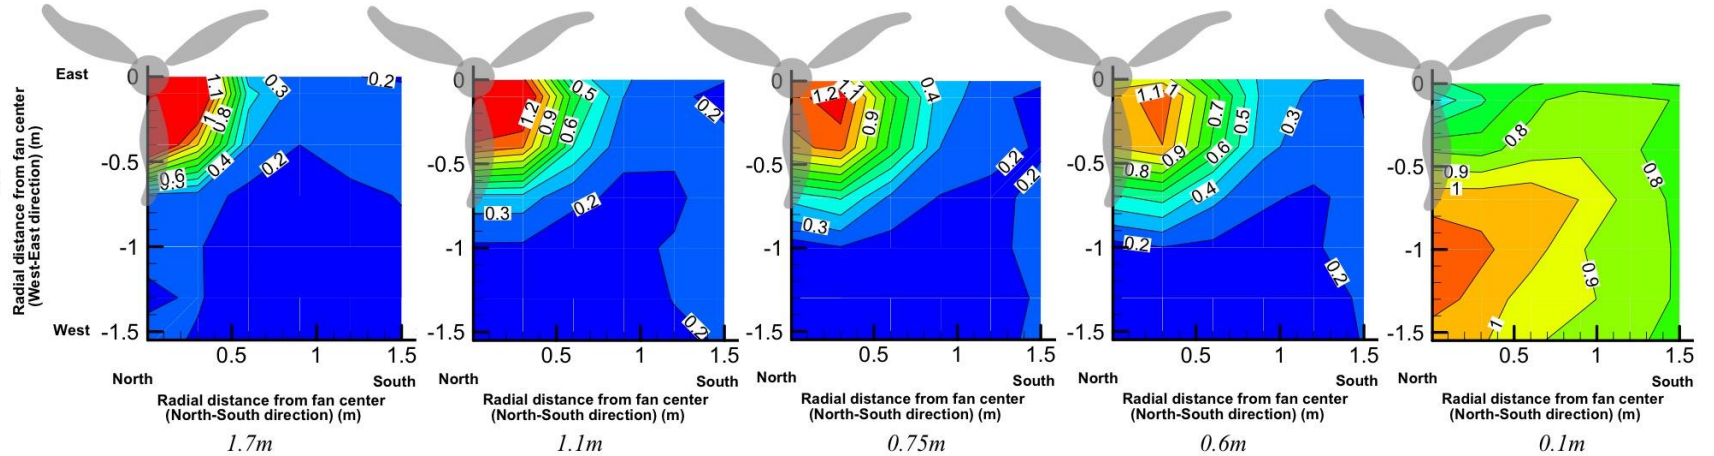 Radial distance from fan center
(West-East direction) (m)
East
West
0
-0.5
-1
-1.5
0.5
1
1.5
1.1
1
0.8
0.3
0.2
0.4
0.2
0.6
North
South
Radial distance from fan center
(North-South direction) (m)
1.7m
0
-0.5
-1
-1.5
0.5
1
1.5
1.2
0.9
0.6
0.5
0.2
0.3
0.2
0.2
North
South
Radial distance from fan center
(North-South direction) (m)
1.1m
0
-0.5
-1
-1.5
0.5
1
1.5
1.2
1.1
0.9
0.4
0.2
0.2
0.3
North
South
Radial distance from fan center
(North-South direction) (m)
0.75m
0
-0.5
-1
-1.5
0.5
1
1.5
1.1
1
0.7
0.5
0.3
0.9
0.6
0.8
0.4
0.2
0.2
North
South
Radial distance from fan center
(North-South direction) (m)
0.6m
0
-0.5
-1
-1.5
0.5
1
1.5
0.8
0.9
1
0.8
0.9
1
North
South
Radial distance from fan center
(North-South direction) (m)
0.1m